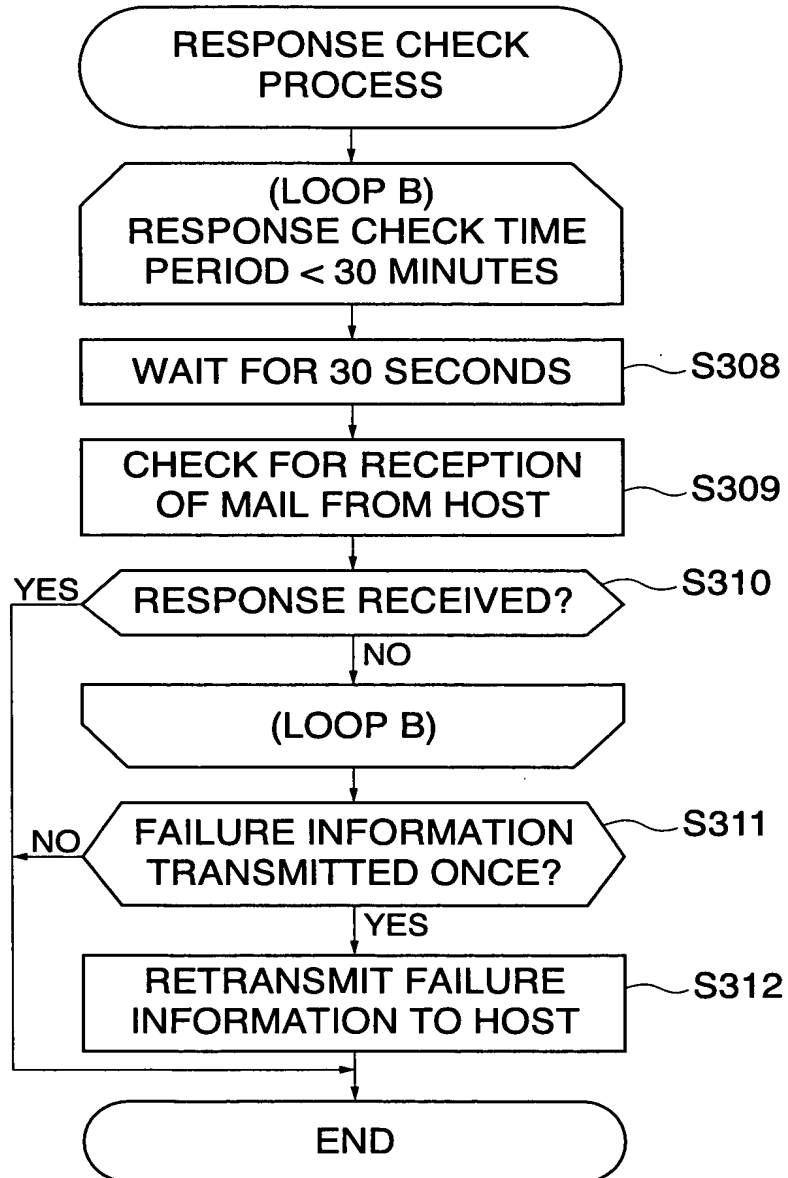 RESPONSE CHECK
PROCESS
(LOOP B)
RESPONSE CHECK TIME
PERIOD < 30 MINUTES
WAIT FOR 30 SECONDS
S308
CHECK FOR RECEPTION
OF MAIL FROM HOST
S309
YES
RESPONSE RECEIVED?
S310
NO
(LOOP B)
NO
FAILURE INFORMATION
TRANSMITTED ONCE?
S311
YES
RETRANSMIT FAILURE
INFORMATION TO HOST
S312
END